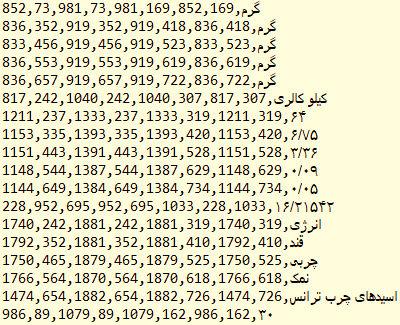 852,73,981,73,981,169,852,169,گرم
836,352,919,352,919,418,836,418,گرم
833,456,919,456,919,523,833,523,گرم
836,553,919,553,919,619,836,619,گرم
836,657,919,657,919,722,836,722,گرم
817,242,1040,242,1040,307,817,307,کیلو کالری
1211,237,1333,237,1333,319,1211,319,۶۴
1153,335,1393,335,1393,420,1153,420,۶/۷۵
1151,443,1391,443,1391,528,1151,528,۳/۳۶
1148,544,1387,544,1387,629,1148,629,۰/۰۹
1144,649,1384,649,1384,734,1144,734,۰/۰۵
228,952,695,952,695,1033,228,1033,۱۶/۲۱۵۴۲
1740,242,1881,242,1881,319,1740,319,انرژی
1792,352,1881,352,1881,410,1792,410,قند
1750,465,1879,465,1879,525,1750,525,چربی
1766,564,1870,564,1870,618,1766,618,نمک
1474,654,1882,654,1882,726,1474,726,اسیدهای چرب ترانس
986,89,1079,89,1079,162,986,162,۳۰